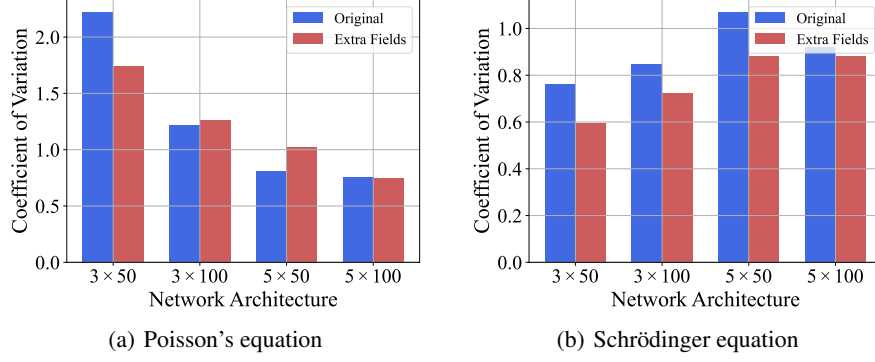 Coefficient of Variation
2.0
1.5
1.0
0.5
0.0
Original
Extra Fields
3 × 50
3 × 100
5 × 50
5 × 100
Network Architecture
(a) Poisson's equation
Coefficient of Variation
1.0
0.8
0.6
0.4
0.2
0.0
Original
Extra Fields
3 × 50
3 × 100
5 × 50
5 × 100
Network Architecture
(b) Schrödinger equation